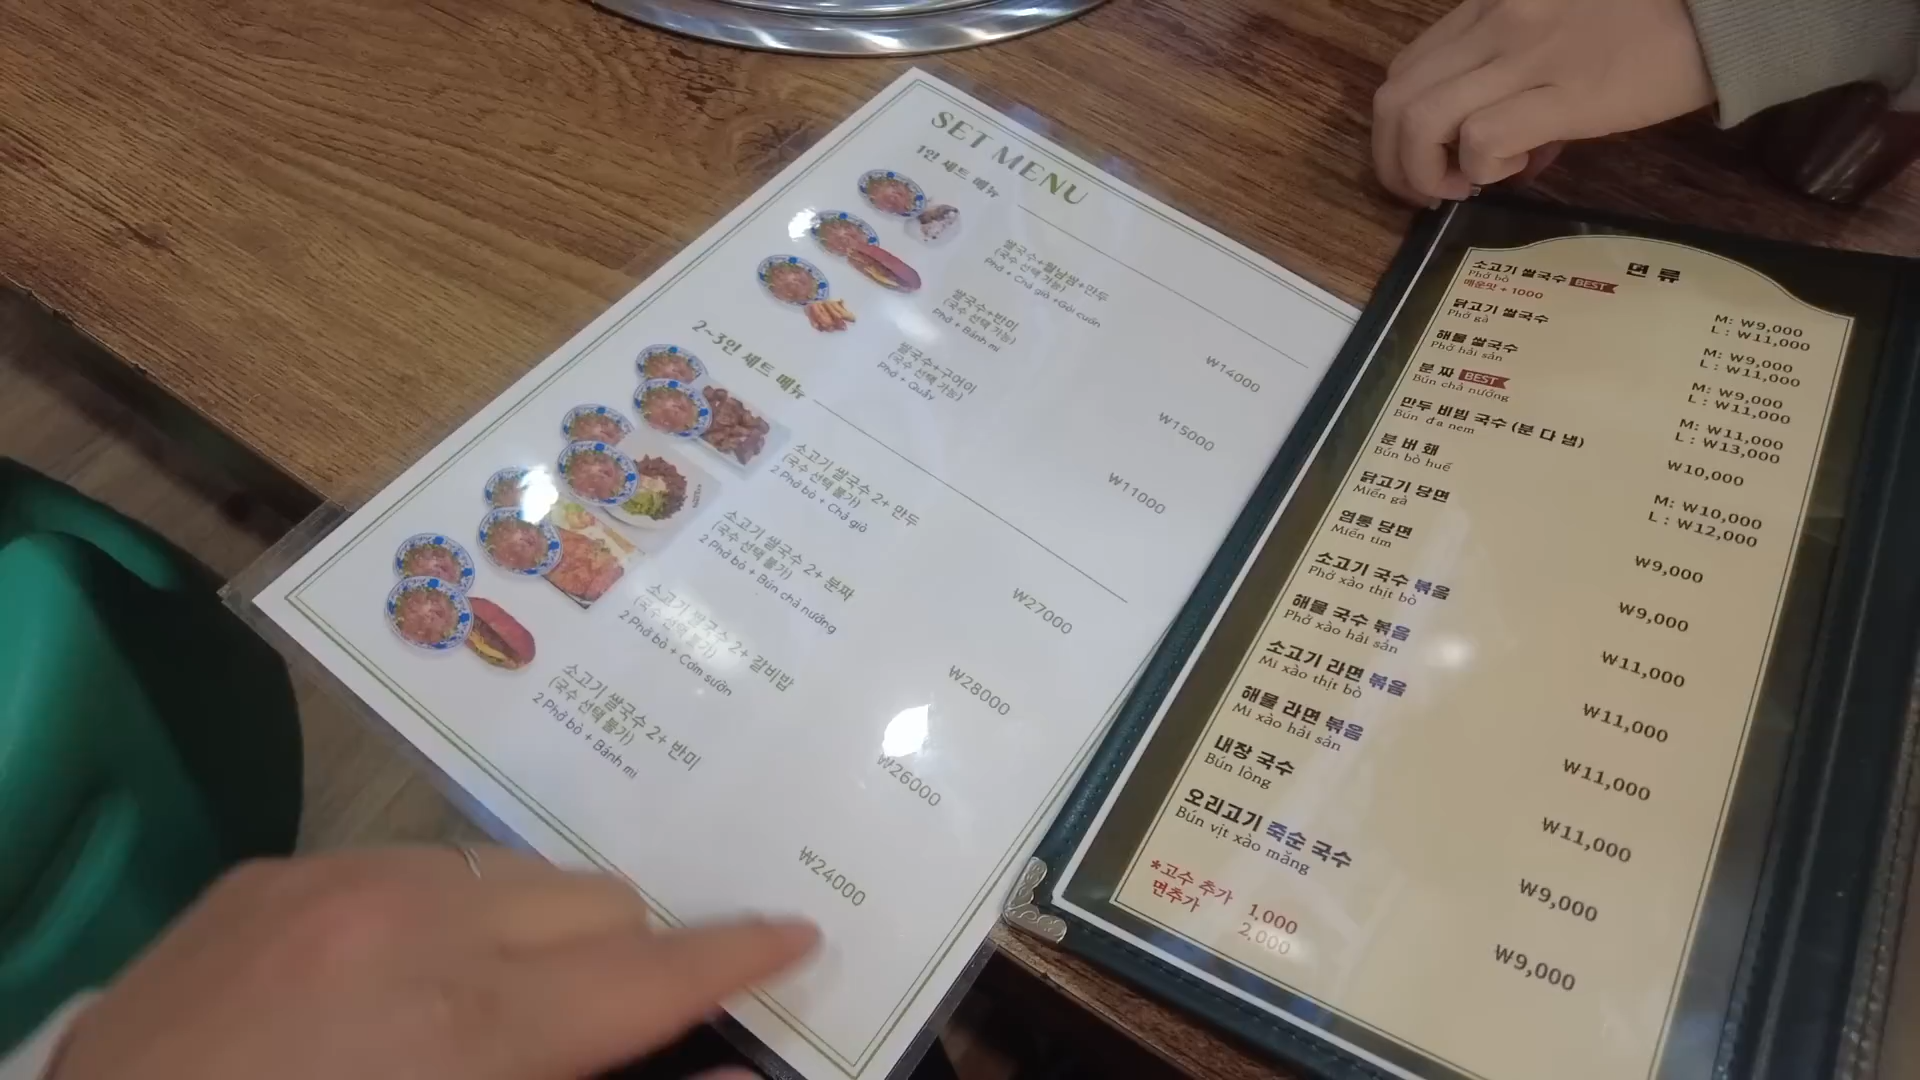 SET MENU
1인 세트 메뉴
쌀국수+월남쌈+만두
(국수 선택 가능)
Phở + Chả giò +Gỏi cuốn
₩14000
쌀국수+반미
(국수 선택 가능)
Phở + Bánh mì
₩15000
쌀국수+구어이
(국수 선택 가능)
Phở + Quẩy
₩11000
2~3인 세트 메뉴
소고기 쌀국수 2+ 만두
(국수 선택 불가)
2 Phở bò + Chả giò
₩27000
소고기 쌀국수 2+ 분짜
(국수 선택 불가)
2 Phở bò + Bún chả nướng
₩28000
소고기 쌀국수 2+ 갈비밥
(국수 선택 불가)
2 Phở bò + Cơm sườn
₩26000
소고기 쌀국수 2+ 반미
(국수 선택 불가)
2 Phở bò + Bánh mì
₩24000
면 류
소고기 쌀국수 BEST
Phở bò
매운맛 + 1000
M: ₩9,000
L : ₩11,000
닭고기 쌀국수
Phở gà
M: ₩9,000
L : ₩11,000
해물 쌀국수
Phở hải sản
M: ₩9,000
L : ₩11,000
분 짜 BEST
Bún chả nướng
M: ₩11,000
L : ₩13,000
만두 비빔 국수 (분 다 냄)
Bún đa nem
₩10,000
분 버 홰
Bún bò huế
M: ₩10,000
L : ₩12,000
닭고기 당면
Miến gà
₩9,000
염통 당면
Miến tim
₩9,000
소고기 국수 볶음
Phở xào thịt bò
₩11,000
해물 국수 볶음
Phở xào hải sản
₩11,000
소고기 라면 볶음
Mì xào thịt bò
₩11,000
해물 라면 볶음
Mì xào hải sản
₩11,000
내장 국수
Bún lòng
₩9,000
오리고기 죽순 국수
Bún vịt xào măng
₩9,000
*고수 추가 1,000
면추가 2,000